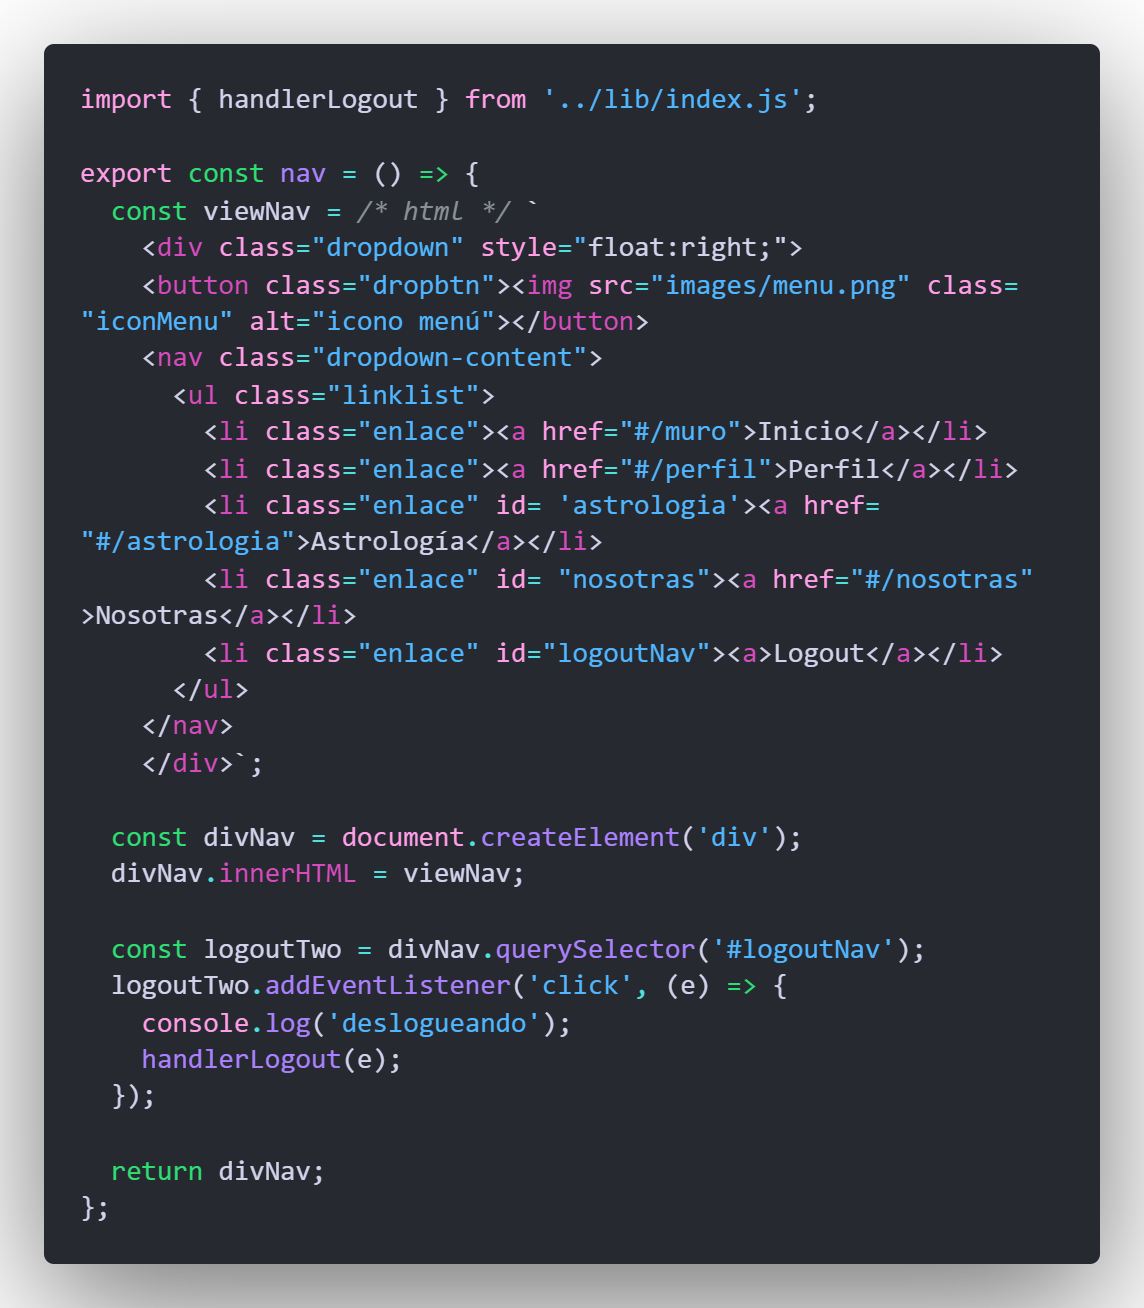 import { handlerLogout } from '../lib/index.js';

export const nav = () => {
  const viewNav = /* html */ `
    <div class="dropdown" style="float:right;">
    <button class="dropbtn"><img src="images/menu.png" class=
"iconMenu" alt="icono menú"></button>
    <nav class="dropdown-content">
      <ul class="linklist">
        <li class="enlace"><a href="#/muro">Inicio</a></li>
        <li class="enlace"><a href="#/perfil">Perfil</a></li>
        <li class="enlace" id= 'astrologia'><a href=
"#/astrologia">Astrología</a></li>
        <li class="enlace" id= "nosotras"><a href="#/nosotras"
>Nosotras</a></li>
        <li class="enlace" id="logoutNav"><a>Logout</a></li>
      </ul>
    </nav>
    </div>`;

  const divNav = document.createElement('div');
  divNav.innerHTML = viewNav;

  const logoutTwo = divNav.querySelector('#logoutNav');
  logoutTwo.addEventListener('click', (e) => {
    console.log('deslogueando');
    handlerLogout(e);
  });

  return divNav;
};